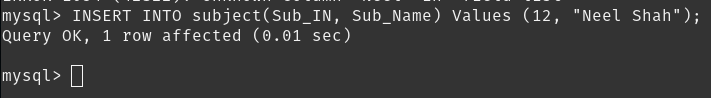 mysql> INSERT INTO subject(Sub_IN, Sub_Name) Values (12, "Neel Shah");
Query OK, 1 row affected (0.01 sec)
mysql>